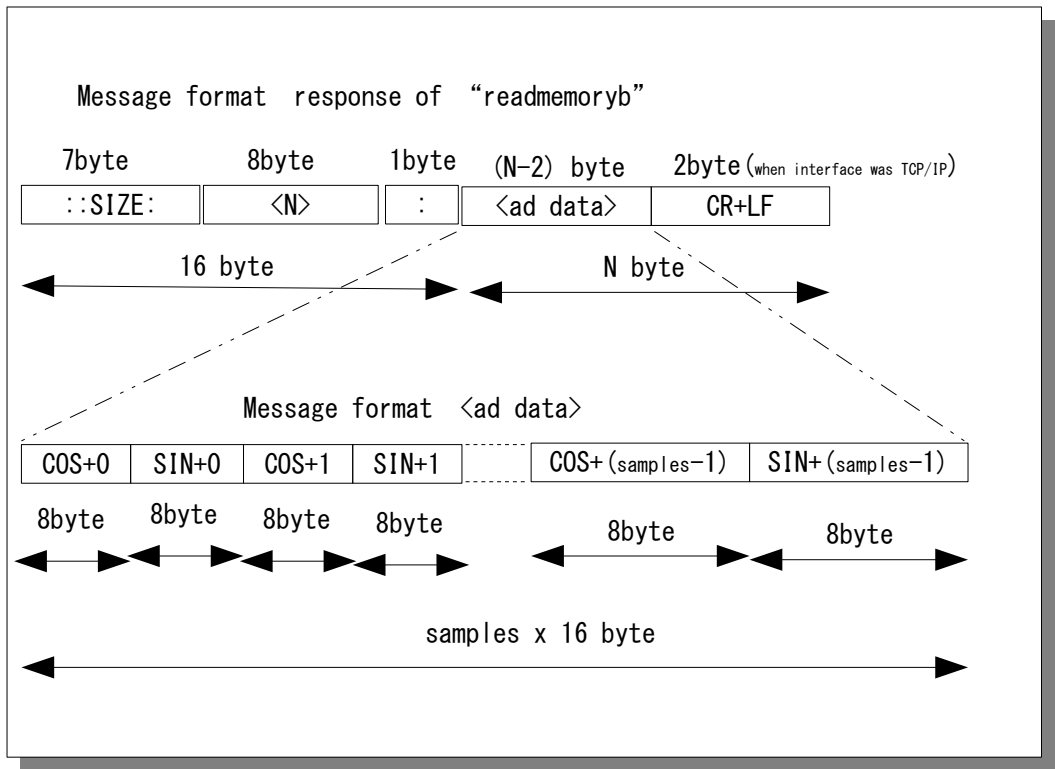 Message format response of “readmemoryb”
7byte 8byte 1byte (N-2) byte 2byte(when interface was TCP/IP)
::SIZE: <N> : <ad data> CR+LF
16 byte N byte
Message format <ad data>
COS+0 SIN+0 COS+1 SIN+1 COS+(samples-1) SIN+(samples-1)
8byte 8byte 8byte 8byte 8byte 8byte
samples x 16 byte